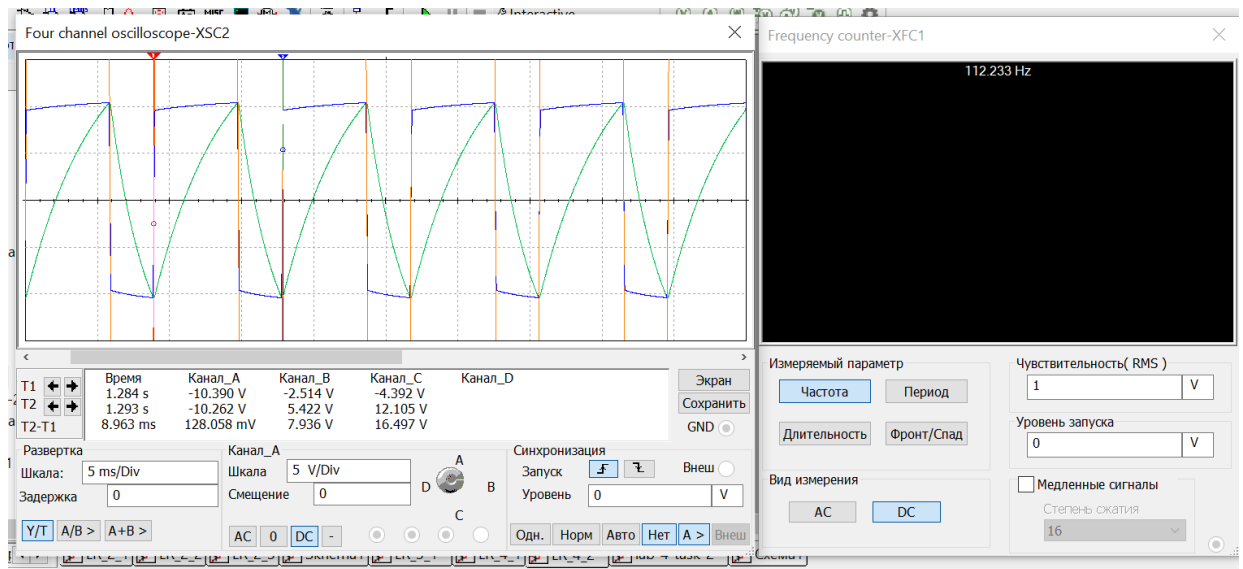 Interactive
Four channel oscilloscope-XSC2
Frequency counter-XFC1
112.233 Hz
Время Канал_A Канал_B Канал_C Канал_D
T1 1.284 s -10.390 V -2.514 V -4.392 V
T2 1.293 s -10.262 V 5.422 V 12.105 V
T2-T1 8.963 ms 128.058 mV 7.936 V 16.497 V
Экран
Сохранить
GND
Развертка
Шкала: 5 ms/Div
Задержка 0
Y/T A/B > A+B >
Канал_A
Шкала 5 V/Div
Смещение 0
AC 0 DC -
A
D B
C
Синхронизация
Запуск Внеш
Уровень 0 V
Одн. Норм Авто Нет A > Внеш
Измеряемый параметр
Частота Период
Длительность Фронт/Спад
Вид измерения
AC DC
Чувствительность( RMS )
1 V
Уровень запуска
0 V
Медленные сигналы
Степень сжатия
16